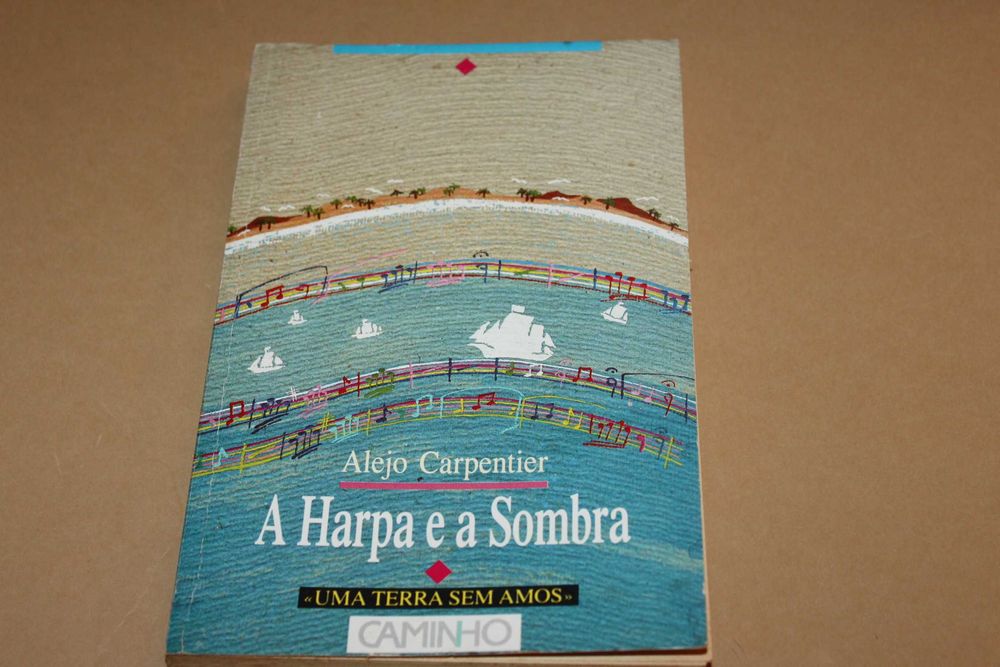 Alejo Carpentier
A Harpa e a Sombra
«UMA TERRA SEM AMOS»
CAMINHO